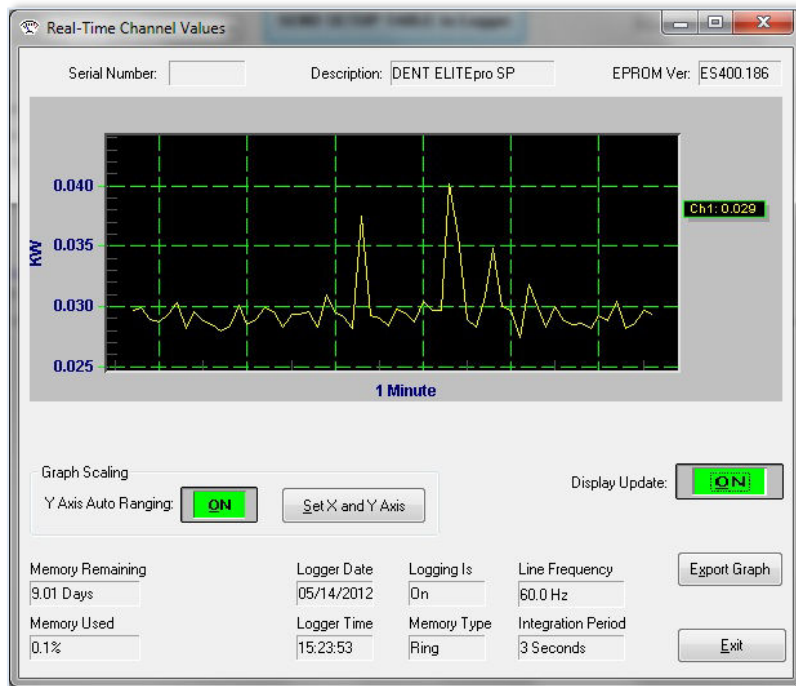 Real-Time Channel Values
Serial Number:
Description: DENT ELITEpro SP
EPROM Ver: ES400.186
0.040
0.035
0.030
0.025
KW
Ch1: 0.029
1 Minute
Graph Scaling
Y Axis Auto Ranging: ON
Set X and Y Axis
Display Update: ON
Memory Remaining
9.01 Days
Logger Date
05/14/2012
Logging Is
On
Line Frequency
60.0 Hz
Export Graph
Memory Used
0.1%
Logger Time
15:23:53
Memory Type
Ring
Integration Period
3 Seconds
Exit